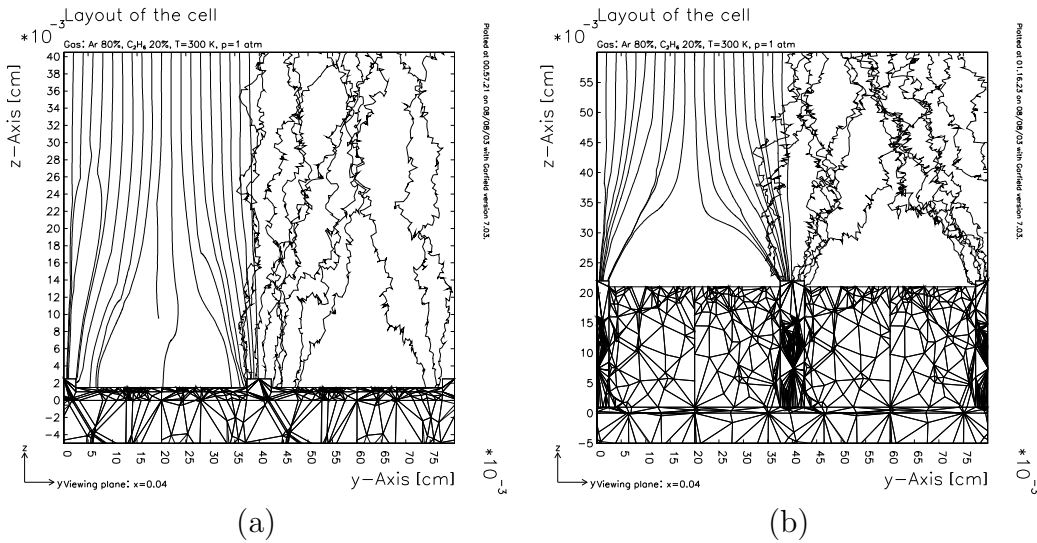 Layout of the cell
*10⁻³
Gas: Ar 80%, C₂H₆ 20%, T=300 K, p=1 atm
z-Axis [cm]
40
38
36
34
32
30
28
26
24
22
20
18
16
14
12
10
8
6
4
2
0
-2
-4
0 5 10 15 20 25 30 35 40 45 50 55 60 65 70 75
*10⁻³
y-Axis [cm]
z
y Viewing plane: x=0.04
Plotted at 00.57.21 on 08/08/03 with Garfield version 7.03.
(a)
Layout of the cell
*10⁻³
Gas: Ar 80%, C₂H₆ 20%, T=300 K, p=1 atm
z-Axis [cm]
55
50
45
40
35
30
25
20
15
10
5
0
-5
0 5 10 15 20 25 30 35 40 45 50 55 60 65 70 75
*10⁻³
y-Axis [cm]
z
y Viewing plane: x=0.04
Plotted at 01.16.23 on 08/08/03 with Garfield version 7.03.
(b)